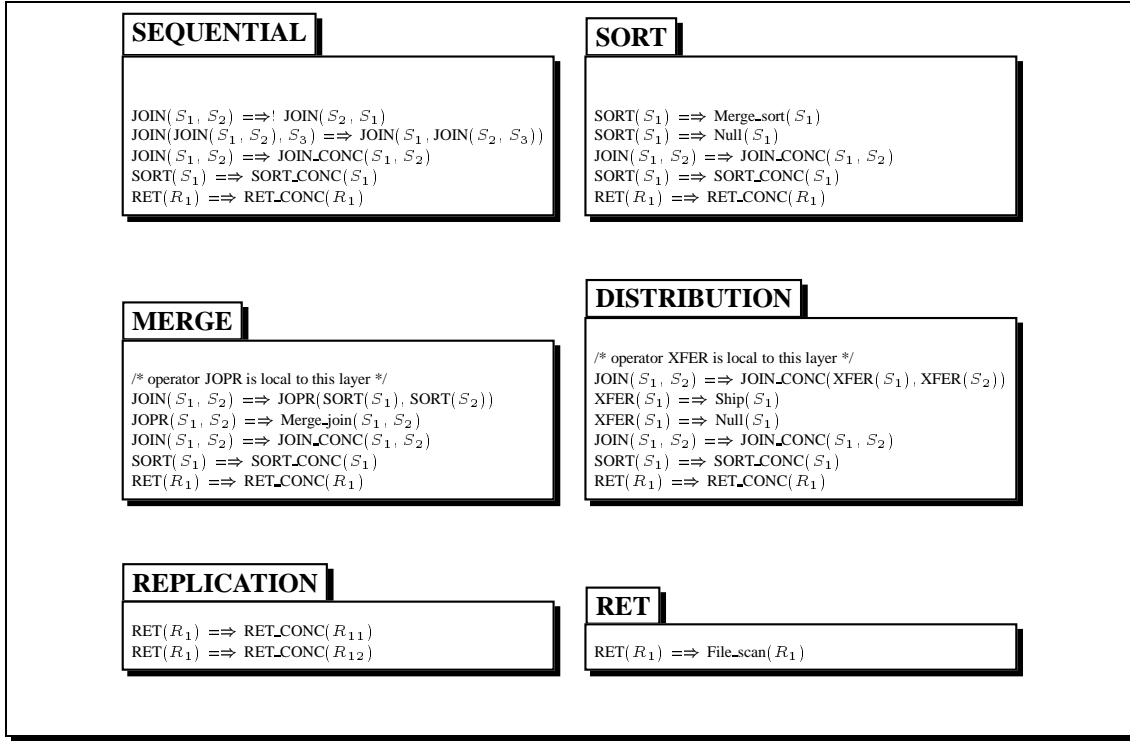 SEQUENTIAL
JOIN(S₁, S₂) ⟹! JOIN(S₂, S₁)
JOIN(JOIN(S₁, S₂), S₃) ⟹ JOIN(S₁, JOIN(S₂, S₃))
JOIN(S₁, S₂) ⟹ JOIN_CONC(S₁, S₂)
SORT(S₁) ⟹ SORT_CONC(S₁)
RET(R₁) ⟹ RET_CONC(R₁)
SORT
SORT(S₁) ⟹ Merge_sort(S₁)
SORT(S₁) ⟹ Null(S₁)
JOIN(S₁, S₂) ⟹ JOIN_CONC(S₁, S₂)
SORT(S₁) ⟹ SORT_CONC(S₁)
RET(R₁) ⟹ RET_CONC(R₁)
MERGE
/* operator JOPR is local to this layer */
JOIN(S₁, S₂) ⟹ JOPR(SORT(S₁), SORT(S₂))
JOPR(S₁, S₂) ⟹ Merge_join(S₁, S₂)
JOIN(S₁, S₂) ⟹ JOIN_CONC(S₁, S₂)
SORT(S₁) ⟹ SORT_CONC(S₁)
RET(R₁) ⟹ RET_CONC(R₁)
DISTRIBUTION
/* operator XFER is local to this layer */
JOIN(S₁, S₂) ⟹ JOIN_CONC(XFER(S₁), XFER(S₂))
XFER(S₁) ⟹ Ship(S₁)
XFER(S₁) ⟹ Null(S₁)
JOIN(S₁, S₂) ⟹ JOIN_CONC(S₁, S₂)
SORT(S₁) ⟹ SORT_CONC(S₁)
RET(R₁) ⟹ RET_CONC(R₁)
REPLICATION
RET(R₁) ⟹ RET_CONC(R₁₁)
RET(R₁) ⟹ RET_CONC(R₁₂)
RET
RET(R₁) ⟹ File_scan(R₁)